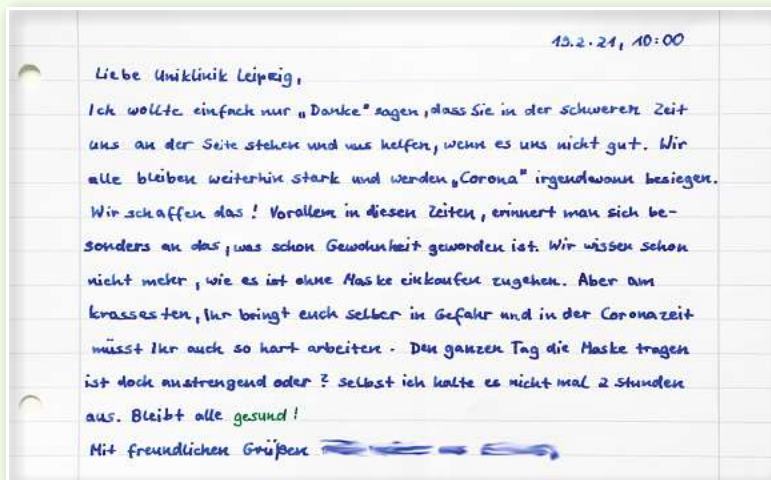 19.2.21, 10:00
Liebe Uniklinik Leipzig,
Ich wollte einfach nur „Danke" sagen, dass Sie in der schweren Zeit
uns an der Seite stehen und uns helfen, wenn es uns nicht gut. Wir
alle bleiben weiterhin stark und werden „Corona" irgendwann besiegen.
Wir schaffen das! Vorallem in diesen Zeiten, erinnert man sich be-
sonders an das, was schon Gewohnheit geworden ist. Wir wissen schon
nicht mehr, wie es ist ohne Maske einkaufen zugehen. Aber am
krassesten, Ihr bringt euch selber in Gefahr und in der Coronazeit
müsst Ihr auch so hart arbeiten. Den ganzen Tag die Maske tragen
ist doch anstrengend oder? Selbst ich halte es nicht mal 2 Stunden
aus. Bleibt alle gesund!
Mit freundlichen Grüßen